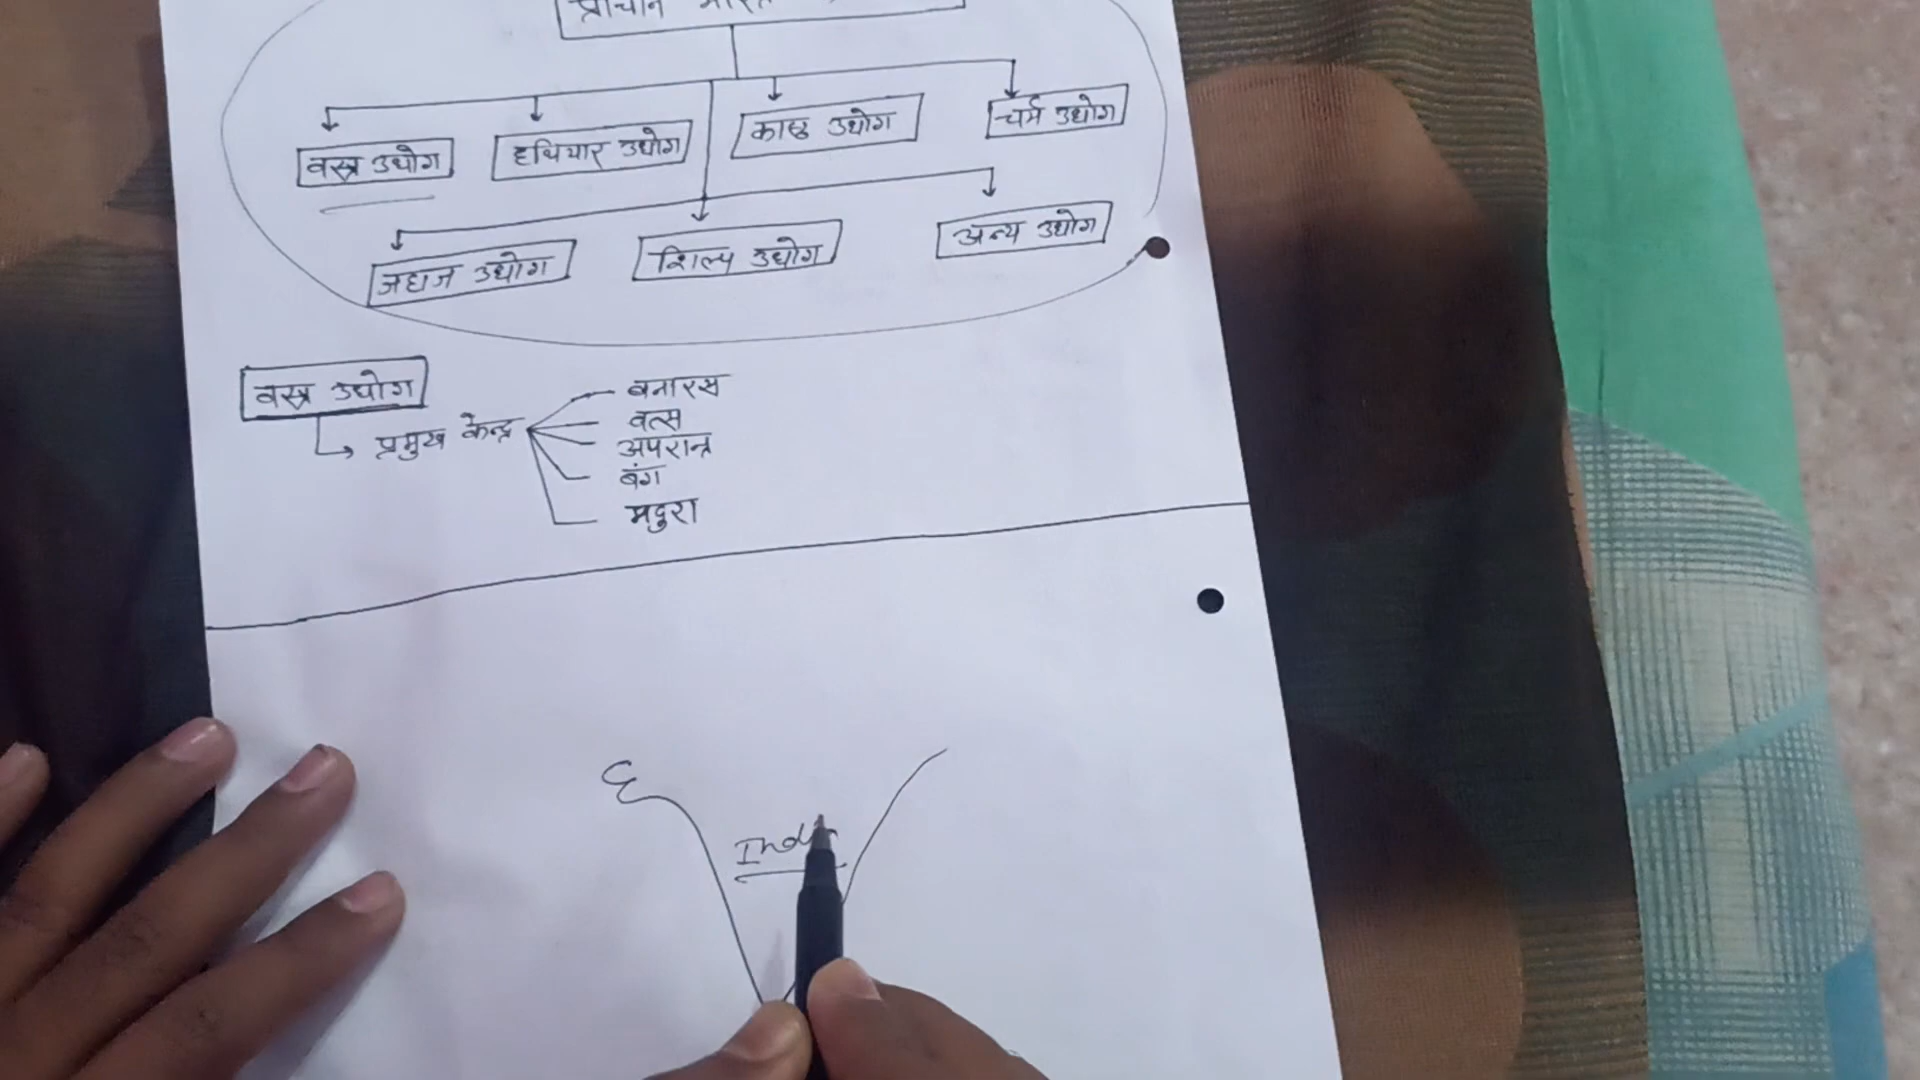 प्राचीन भारत
वस्त्र उद्योग हथियार उद्योग काष्ठ उद्योग चर्म उद्योग
जहाज उद्योग शिल्प उद्योग अन्य उद्योग
वस्त्र उद्योग
प्रमुख केन्द्र
बनारस
वत्स
अपरान्त
बंग
मदुरा